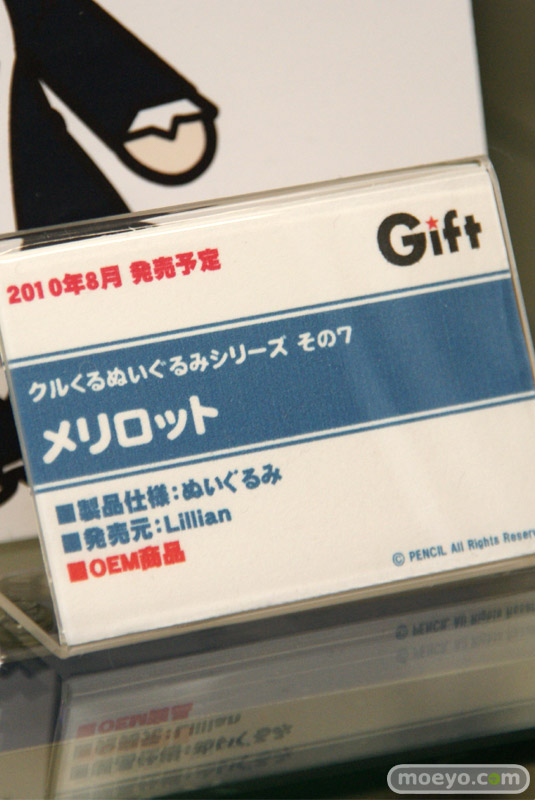 Gift
2010年8月 発売予定
クルくるぬいぐるみシリーズ その7
メリロット
■製品仕様：ぬいぐるみ
■発売元：Lillian
■OEM商品
© PENCIL All Rights Reserv
moeyo.com